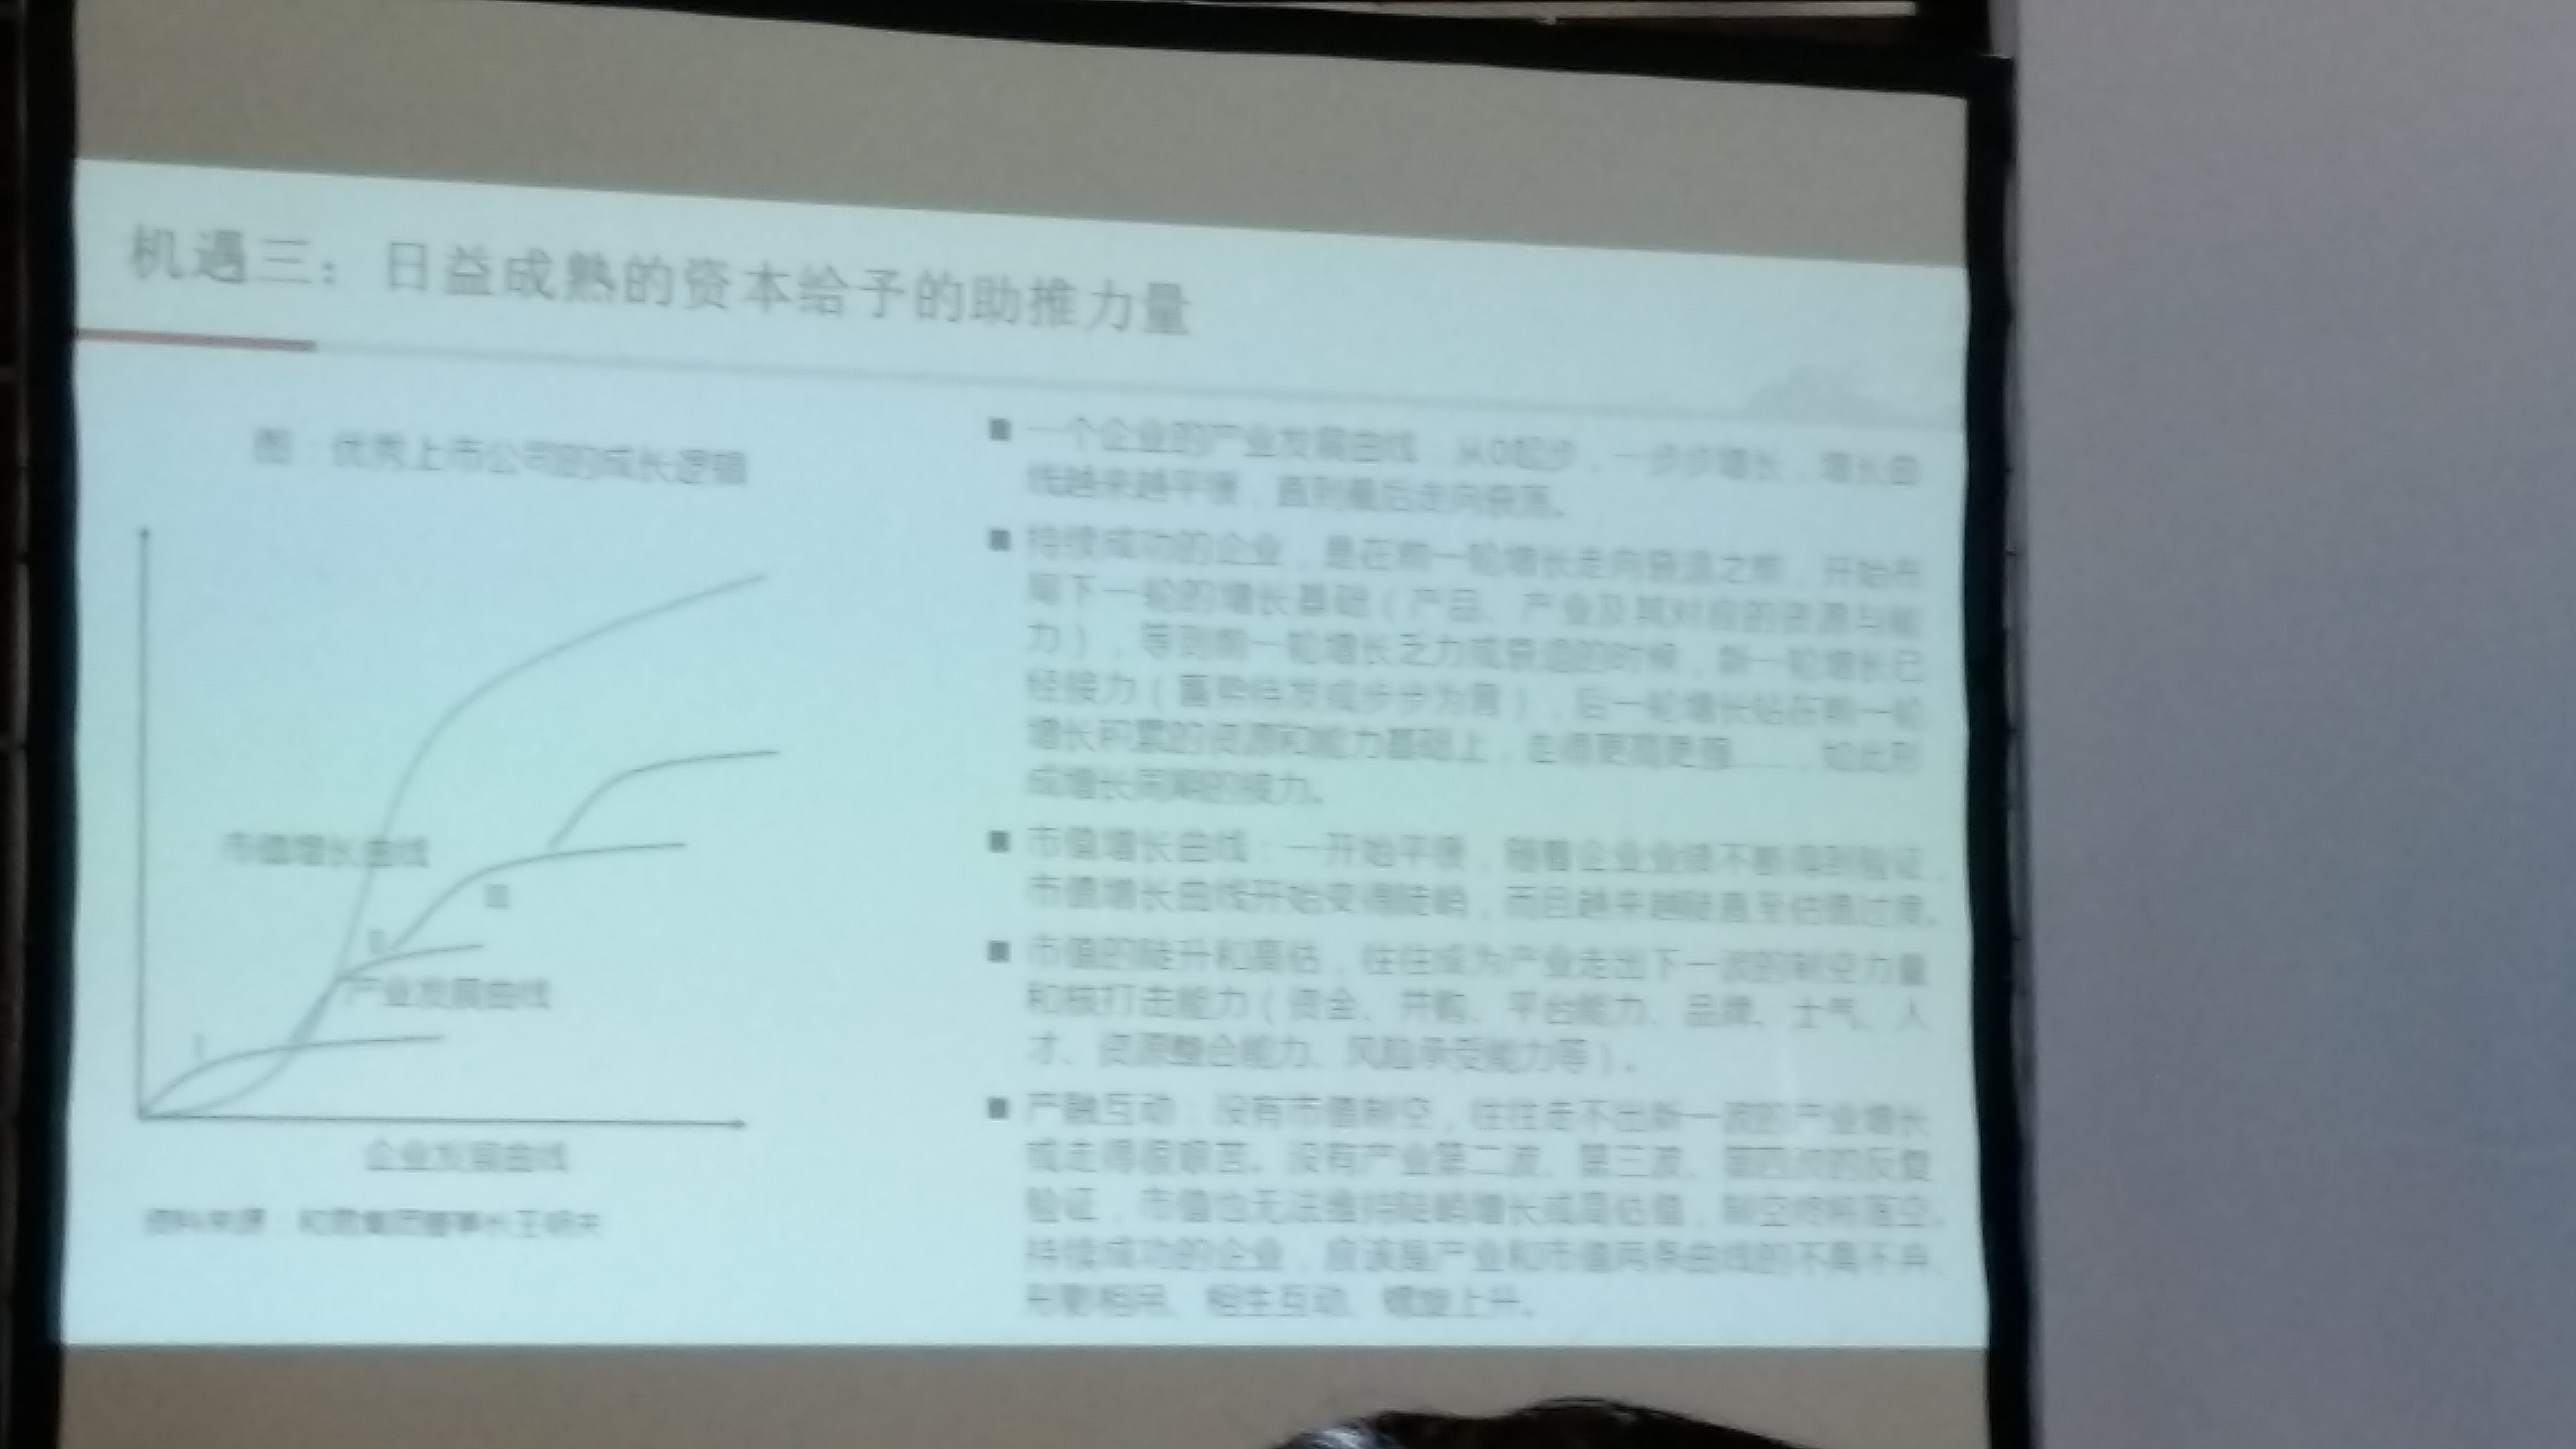 机遇三：日益成熟的资本给予的助推力量
图：优秀上市公司的成长逻辑
市值增长曲线
III
II
产业发展曲线
I
企业发展曲线
资料来源：和君集团董事长王明夫
■ 一个企业的产业发展曲线：从0起步，一步步增长，增长曲
线越来越平缓，直到最后走向衰落。
■ 持续成功的企业，是在前一轮增长走向衰退之前，开始布
局下一轮的增长基础（产品、产业及其对应的资源与能
力），等到前一轮增长乏力或衰退的时候，新一轮增长已
经接力（蓄势待发或步步为营），后一轮增长站在前一轮
增长积累的资源和能力基础上，走得更高更强……，如此形
成增长周期的接力。
■ 市值增长曲线：一开始平缓，随着企业业绩不断得到验证，
市值增长曲线开始变得陡峭，而且越来越陡直至估值过度。
■ 市值的陡升和高估，往往成为产业走出下一波的制空力量
和核打击能力（资金、并购、平台能力、品牌、士气、人
才、资源整合能力、风险承受能力等）。
■ 产融互动：没有市值制空，往往走不出新一波的产业增长
或走得很艰苦。没有产业第二波、第三波、第四波的反复
验证，市值也无法维持陡峭增长或高估值，制空终将落空。
持续成功的企业，应该是产业和市值两条曲线的不离不弃、
形影相吊、相生互动、螺旋上升。